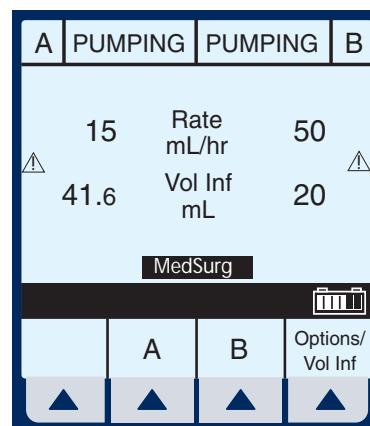 A PUMPING PUMPING B
15 Rate mL/hr 50
41.6 Vol Inf mL 20
MedSurg
A B Options/ Vol Inf